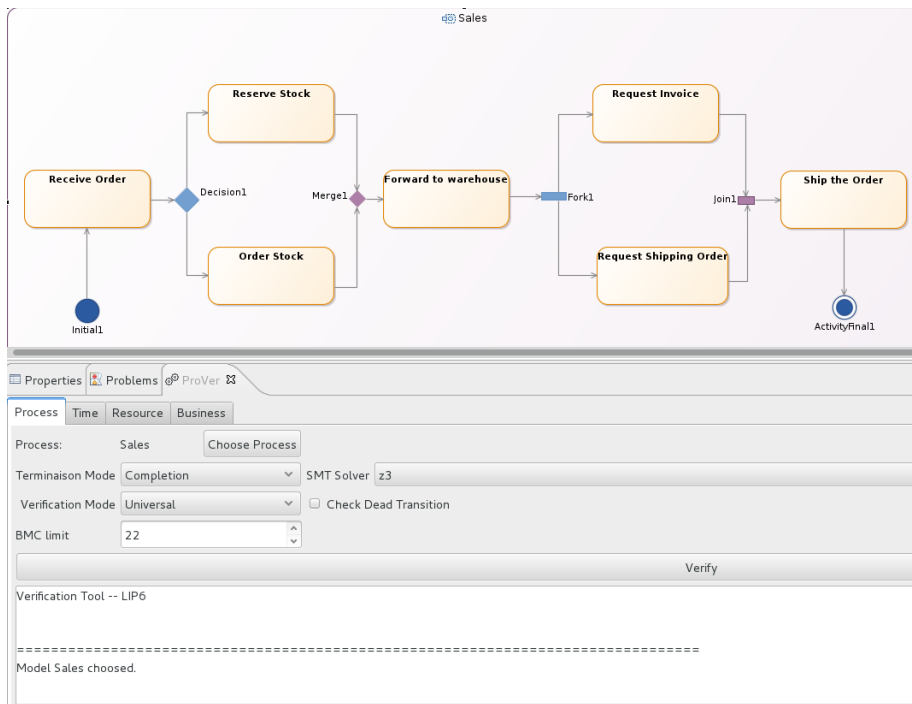 Sales
Reserve Stock
Request Invoice
Receive Order
Decision1
Merge1
Forward to warehouse
Fork1
Join1
Ship the Order
Order Stock
Request Shipping Order
Initial1
ActivityFinal1
Properties
Problems
ProVer
Process
Time
Resource
Business
Process:
Sales
Choose Process
Terminaison Mode
Completion
SMT Solver
z3
Verification Mode
Universal
Check Dead Transition
BMC limit
22
Verify
Verification Tool -- LIP6
================================================================================
Model Sales choosed.